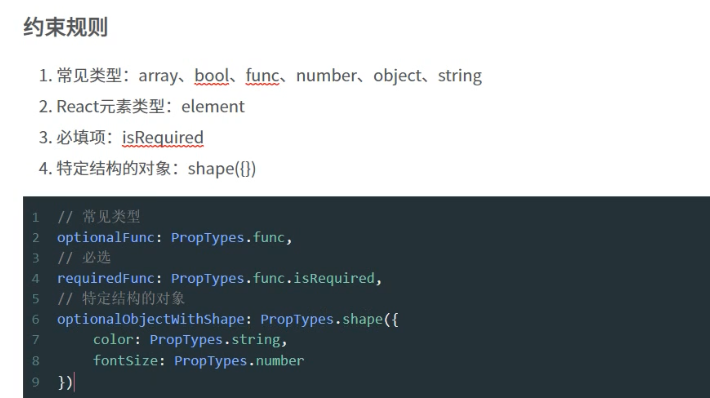 约束规则
1. 常见类型：array、bool、func、number、object、string
2. React元素类型：element
3. 必填项：isRequired
4. 特定结构的对象：shape({})
1 // 常见类型
2 optionalFunc: PropTypes.func,
3 // 必选
4 requiredFunc: PropTypes.func.isRequired,
5 // 特定结构的对象
6 optionalObjectWithShape: PropTypes.shape({
7 color: PropTypes.string,
8 fontSize: PropTypes.number
9 })